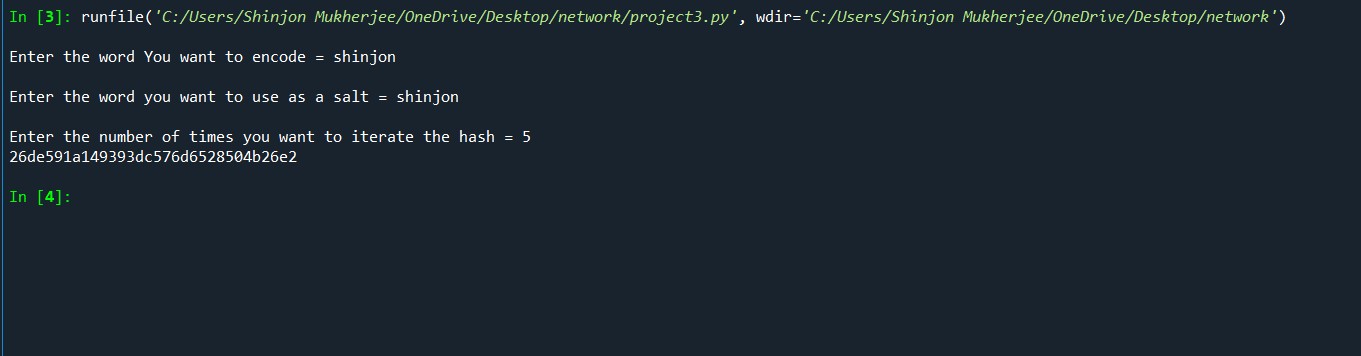 In [3]: runfile('C:/Users/Shinjon Mukherjee/OneDrive/Desktop/network/project3.py', wdir='C:/Users/Shinjon Mukherjee/OneDrive/Desktop/network')
Enter the word You want to encode = shinjon
Enter the word you want to use as a salt = shinjon
Enter the number of times you want to iterate the hash = 5
26de591a149393dc576d6528504b26e2
In [4]: